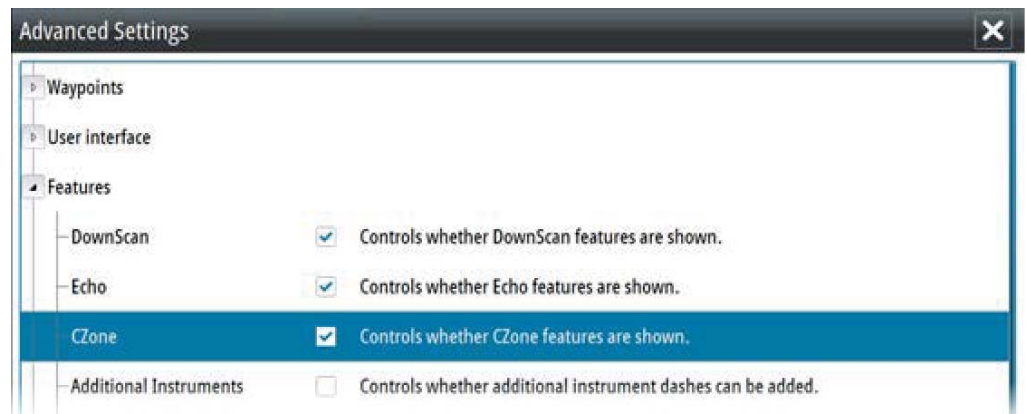 Advanced Settings
Waypoints
User interface
Features
DownScan Controls whether DownScan features are shown.
Echo Controls whether Echo features are shown.
CZone Controls whether CZone features are shown.
Additional Instruments Controls whether additional instrument dashes can be added.